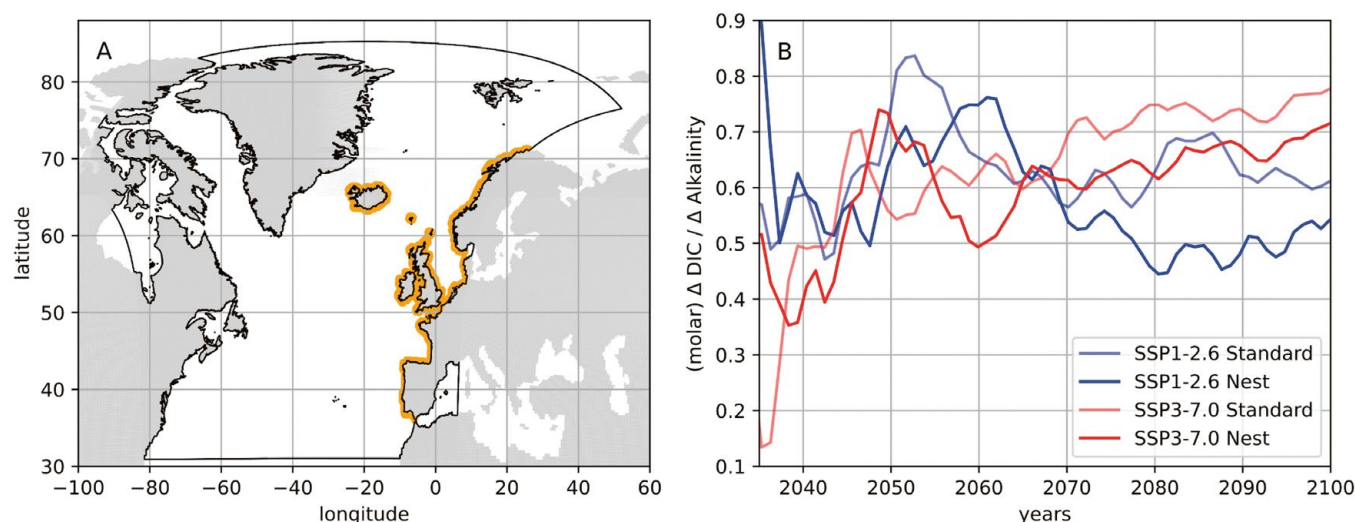 A
80
70
60
50
40
30
latitude
−100 −80 −60 −40 −20 0 20 40 60
longitude
B
0.9
0.8
0.7
0.6
0.5
0.4
0.3
0.2
0.1
(molar) Δ DIC / Δ Alkalinity
SSP1-2.6 Standard
SSP1-2.6 Nest
SSP3-7.0 Standard
SSP3-7.0 Nest
2040 2050 2060 2070 2080 2090 2100
years